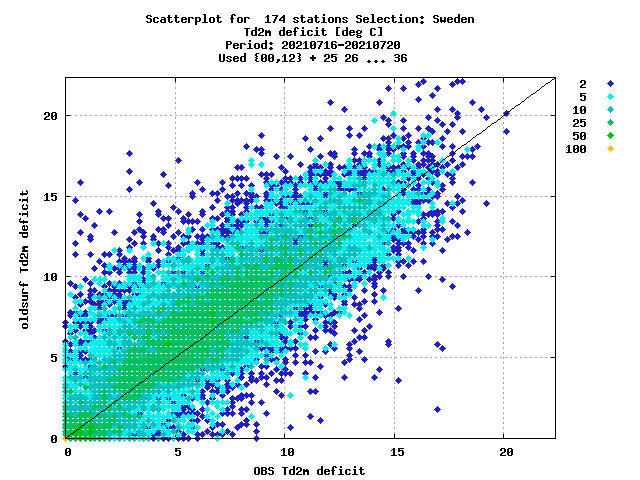 Scatterplot for 174 stations Selection: Sweden
Td2m deficit [deg C]
Period: 20210716-20210720
Used {00,12} + 25 26 ... 36
oldsurf Td2m deficit
20
15
10
5
0
0 5 10 15 20
OBS Td2m deficit
2
5
10
25
50
100